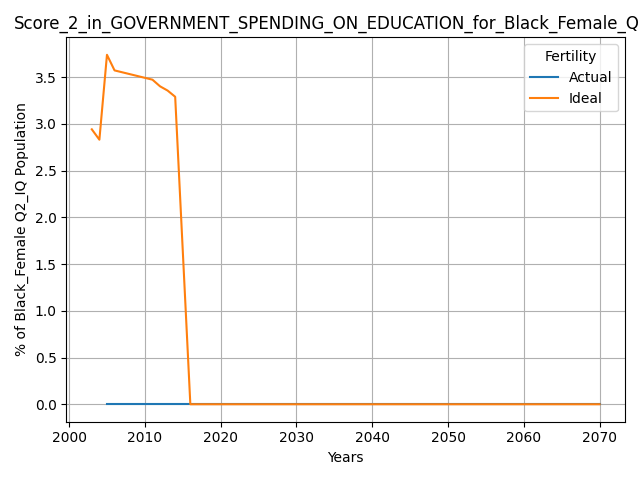 Score_2_in_GOVERNMENT_SPENDING_ON_EDUCATION_for_Black_Female_Q
Fertility
Actual
Ideal
3.5
3.0
2.5
2.0
1.5
1.0
0.5
0.0
% of Black_Female Q2_IQ Population
2000 2010 2020 2030 2040 2050 2060 2070
Years